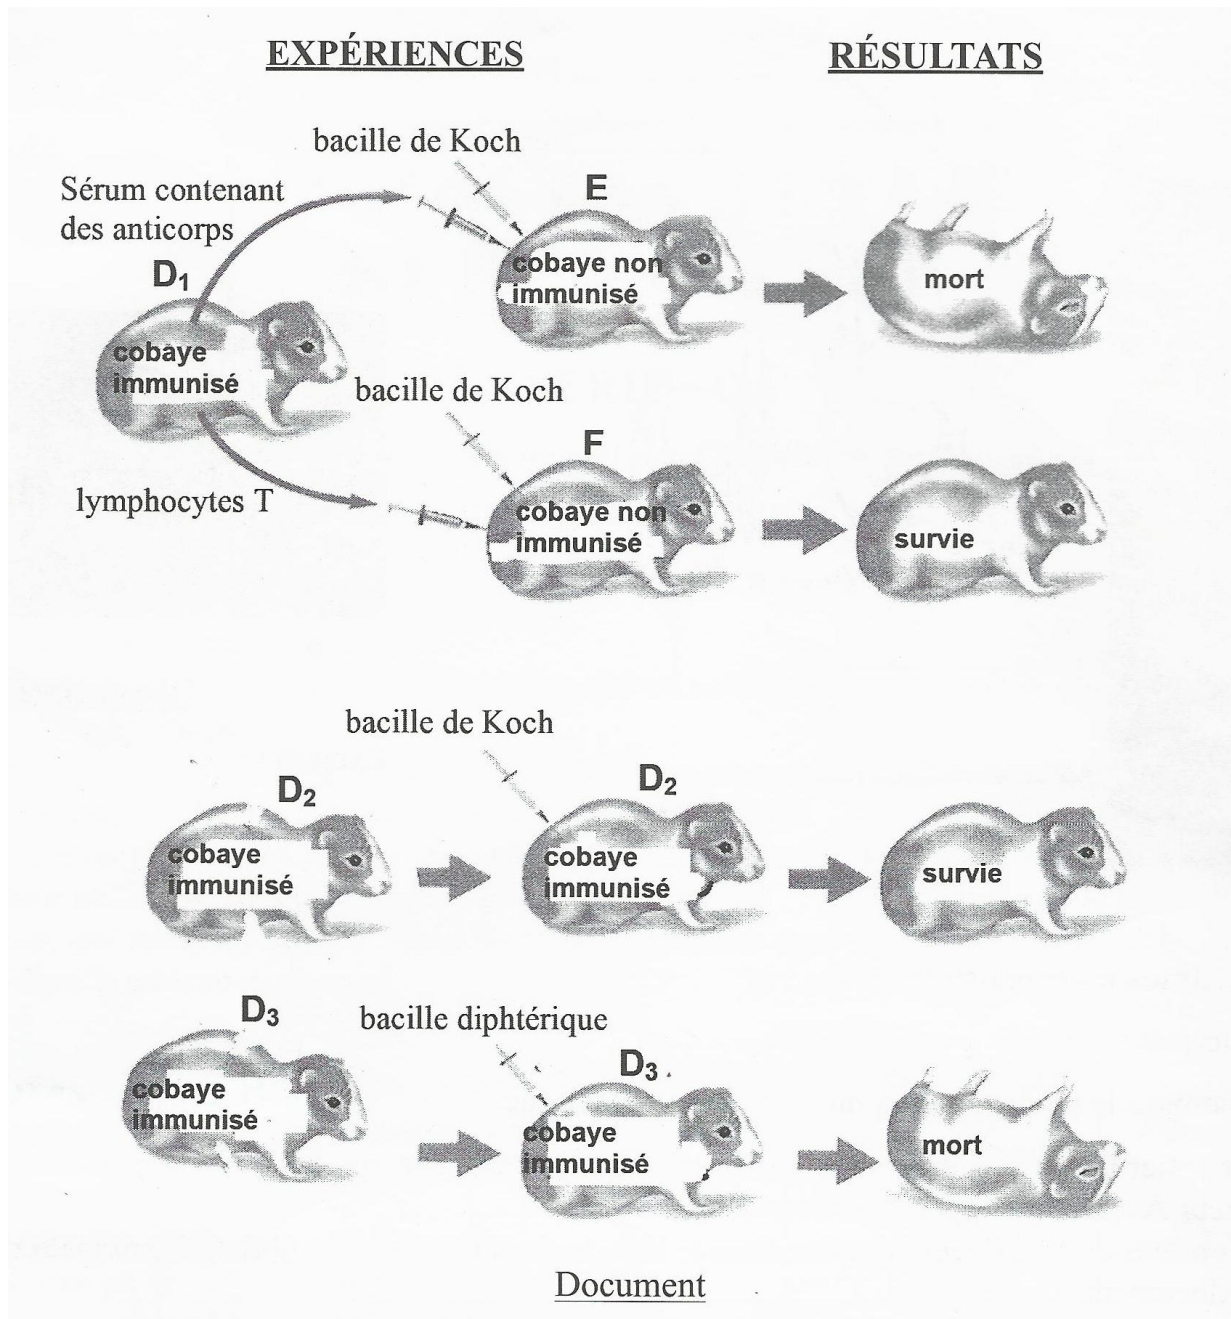 EXPÉRIENCES
RÉSULTATS
bacille de Koch
Sérum contenant
des anticorps
E
D1
cobaye non
immunisé
mort
cobaye
immunisé
bacille de Koch
F
lymphocytes T
cobaye non
immunisé
survie
bacille de Koch
D2
D2
cobaye
immunisé
cobaye
immunisé
survie
D3
bacille diphtérique
D3
cobaye
immunisé
cobaye
immunisé
mort
Document